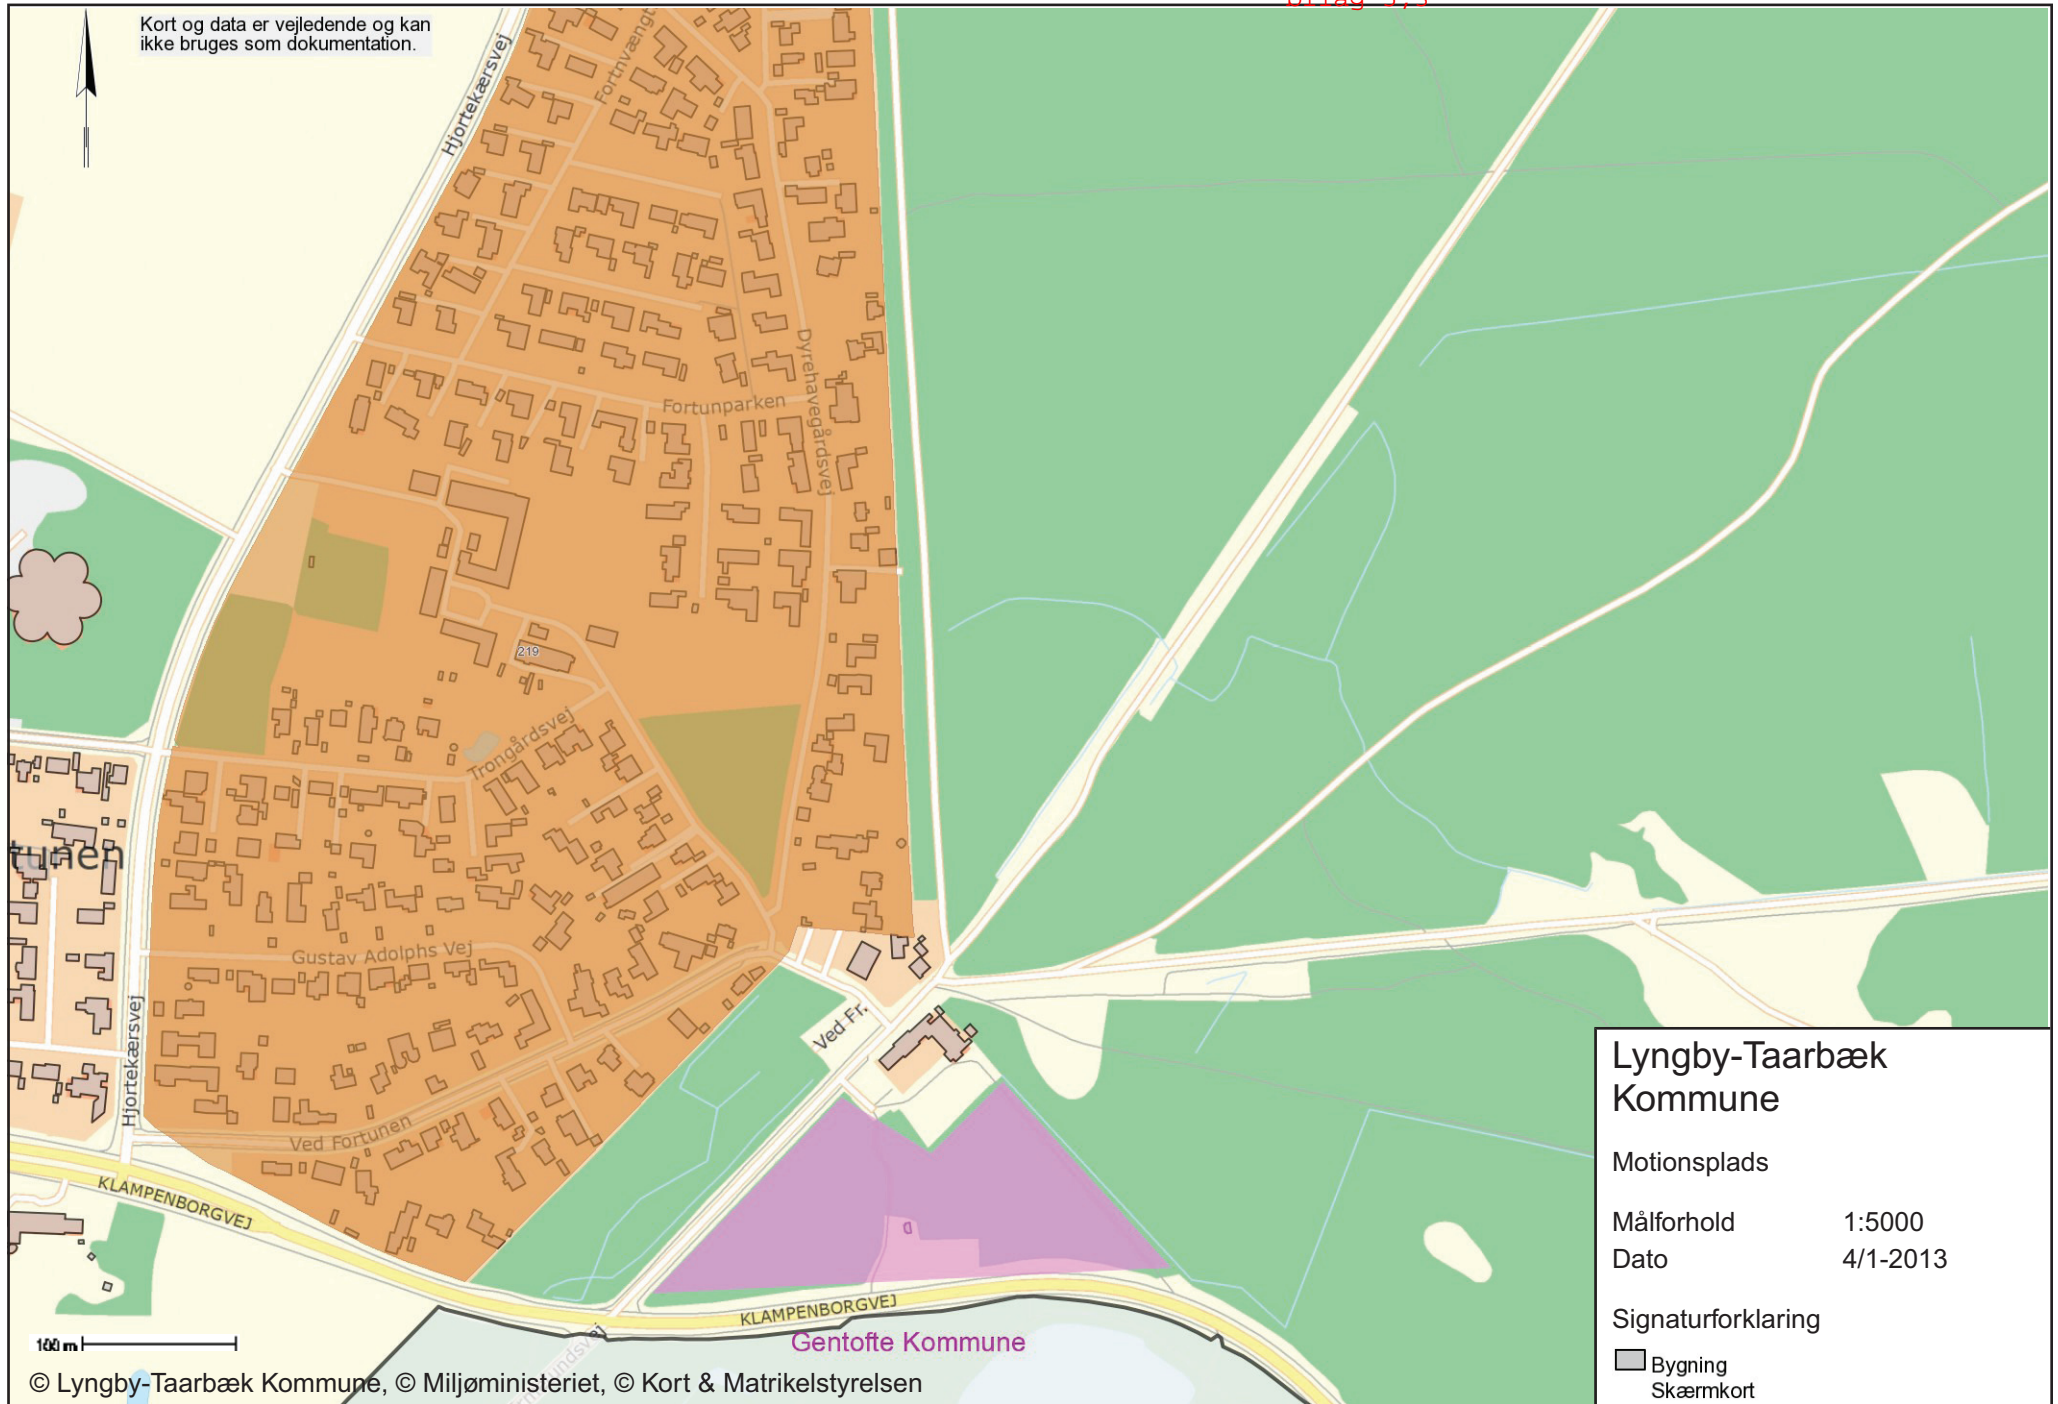 Kort og data er vejledende og kan
ikke bruges som dokumentation.
Hjortekærsvej
Dyrehavegårdsvej
Fortunparken
219
Trongårdsvej
tunen
Gustav Adolphs Vej
Hjortekærsvej
Ved Fr.
Ved Fortunen
KLAMPENBORGVEJ
KLAMPENBORGVEJ
Gentofte Kommune
© Lyngby-Taarbæk Kommune, © Miljøministeriet, © Kort & Matrikelstyrelsen
Lyngby-Taarbæk
Kommune
Motionsplads
Målforhold 1:5000
Dato 4/1-2013
Signaturforklaring
Bygning
Skærmkort